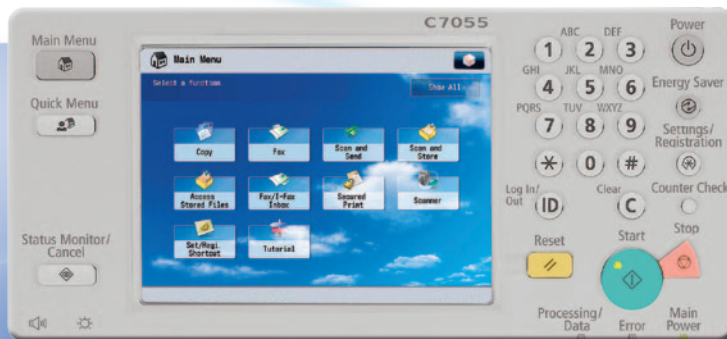 C7055
Main Menu
Quick Menu
Status Monitor/
Cancel
Main Menu
Select a function.
Show All
Copy
Fax
Scan and
Send
Scan and
Store
Access
Stored Files
Fax/I-Fax
Inbox
Secured
Print
Scanner
Set/Regi.
Shortcut
Tutorial
ABC DEF
1 2 3
GHI JKL MNO
4 5 6
PQRS TUV WXYZ
7 8 9
* 0 #
Log In/
Out
ID
Clear
C
Power
Energy Saver
Settings/
Registration
Counter Check
Reset
Start
Stop
Processing/
Data
Error
Main
Power